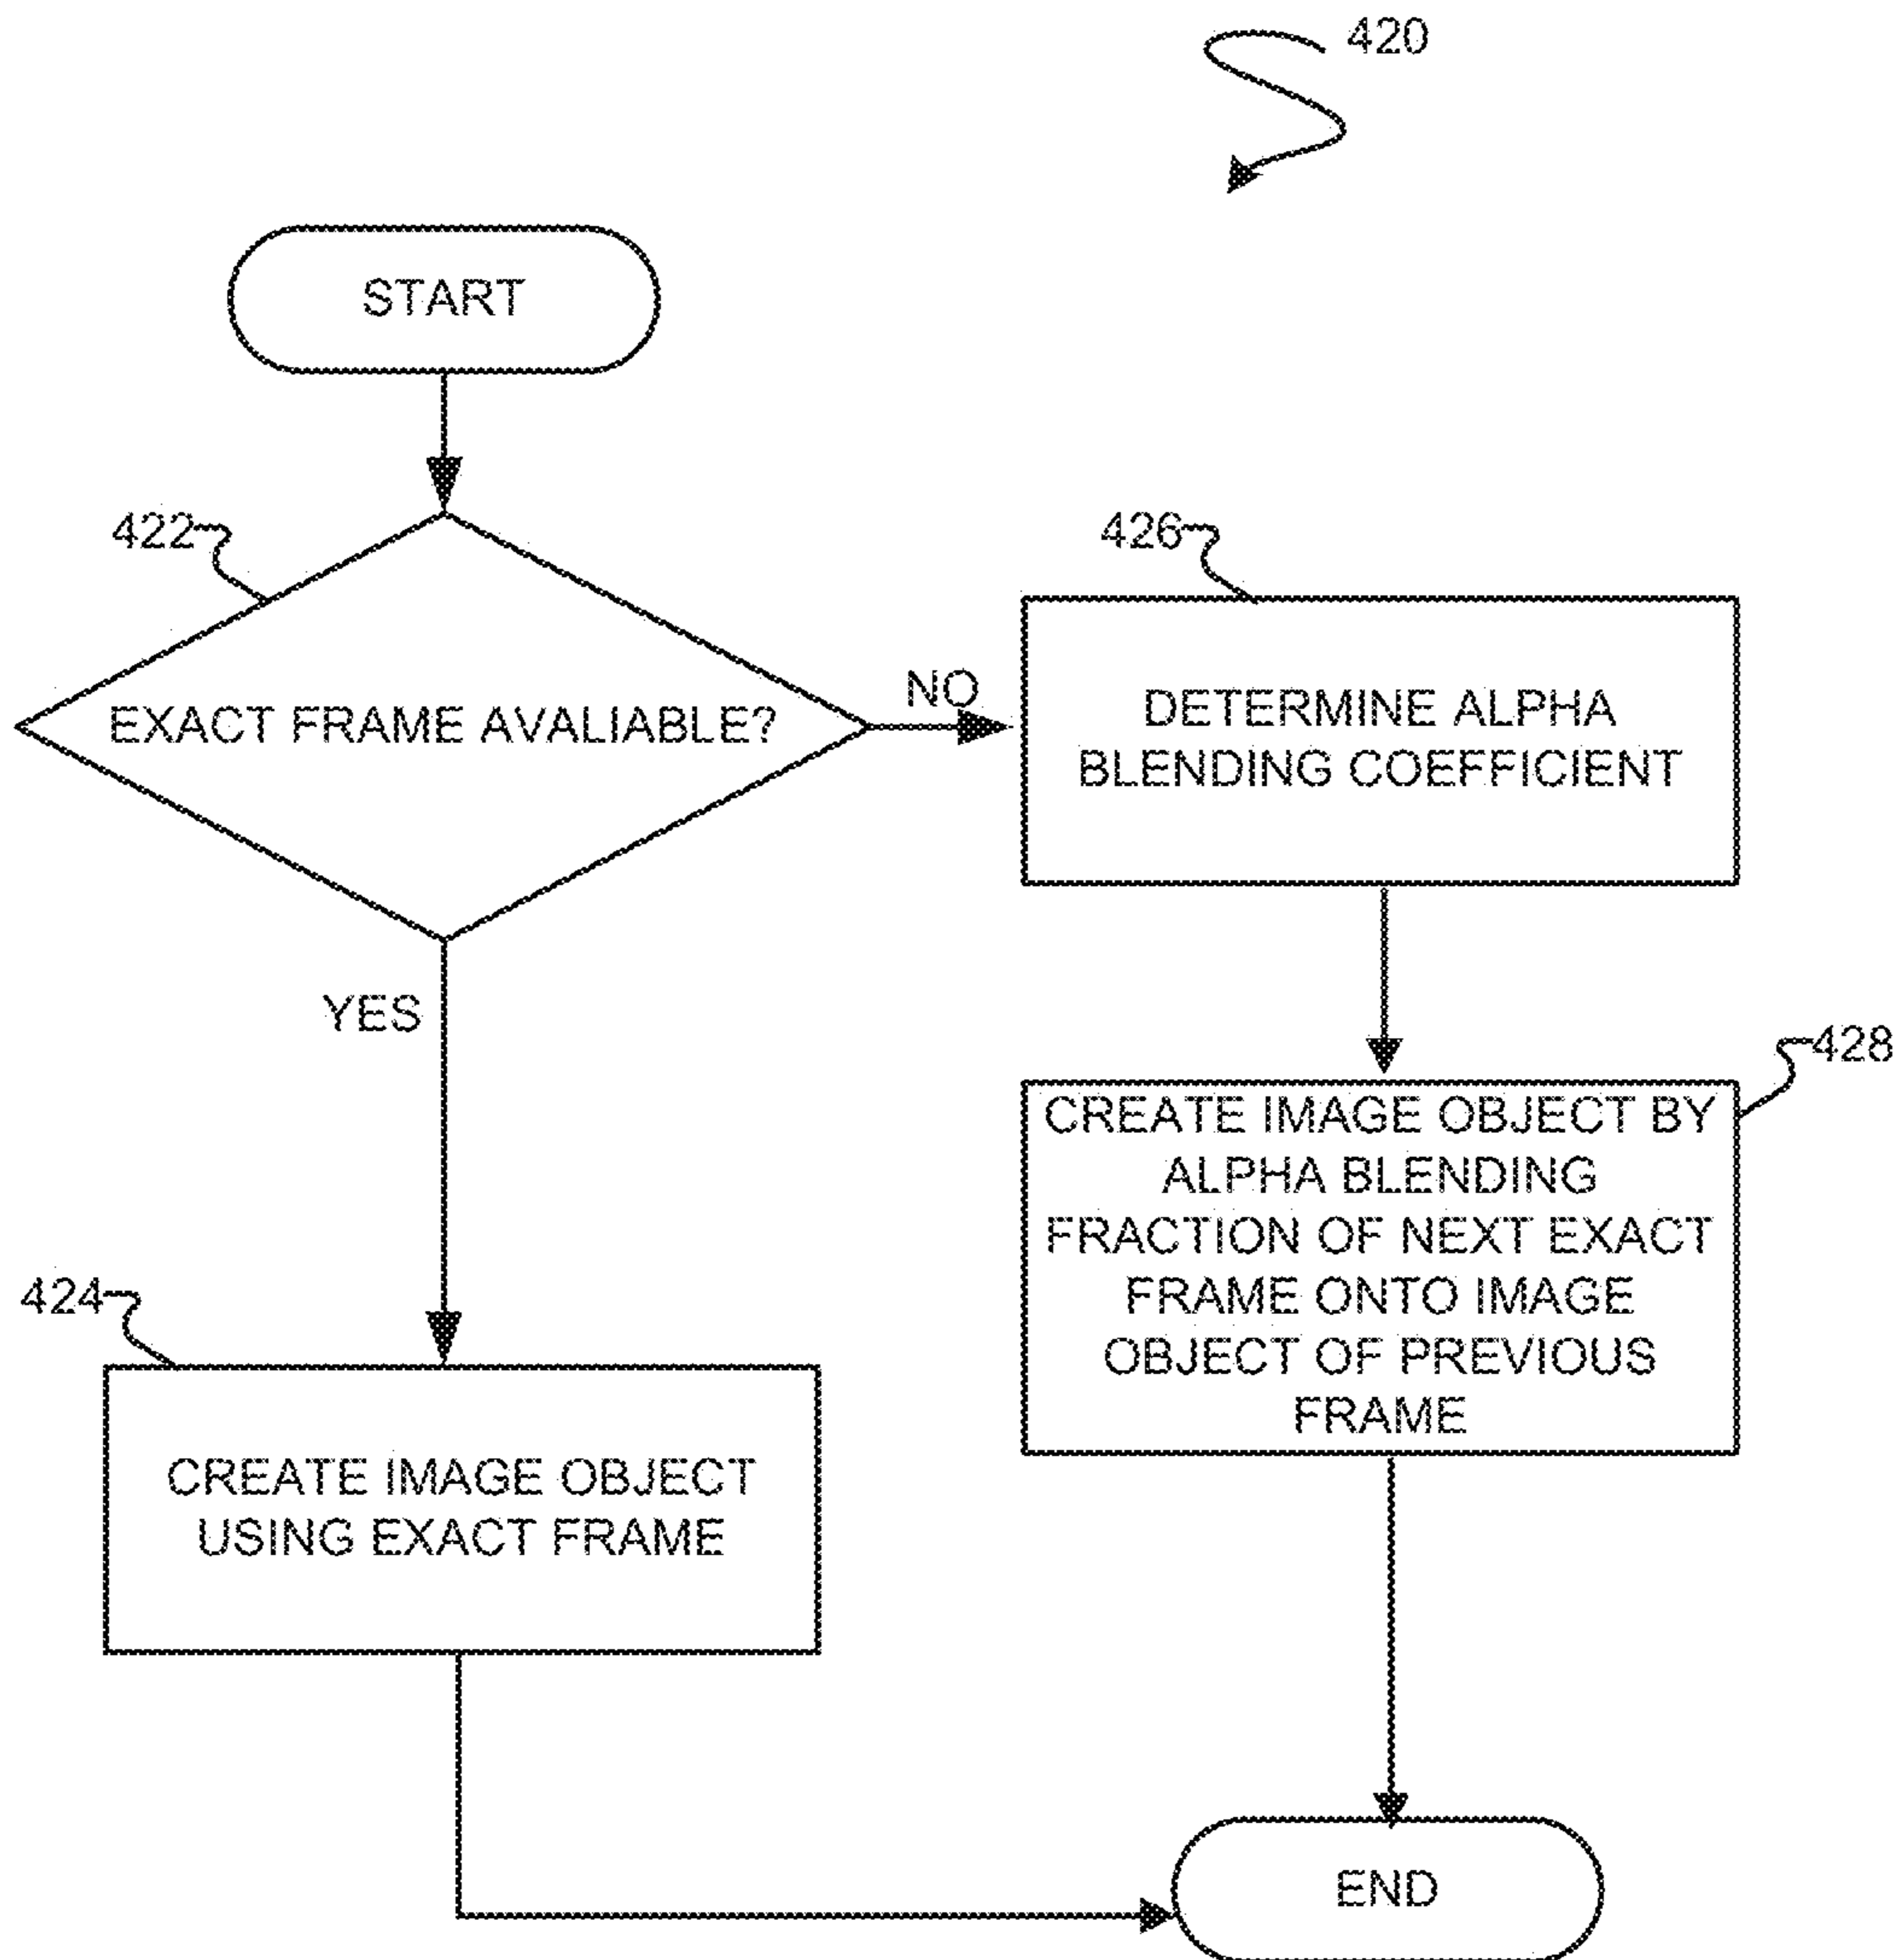 420
START
422
EXACT FRAME AVALIABLE?
NO
YES
426
DETERMINE ALPHA
BLENDING COEFFICIENT
428
CREATE IMAGE OBJECT BY
ALPHA BLENDING
FRACTION OF NEXT EXACT
FRAME ONTO IMAGE
OBJECT OF PREVIOUS
FRAME
424
CREATE IMAGE OBJECT
USING EXACT FRAME
END